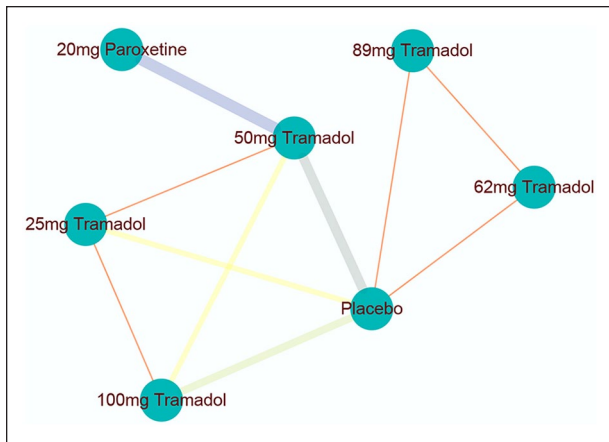 20mg Paroxetine
89mg Tramadol
50mg Tramadol
62mg Tramadol
25mg Tramadol
Placebo
100mg Tramadol